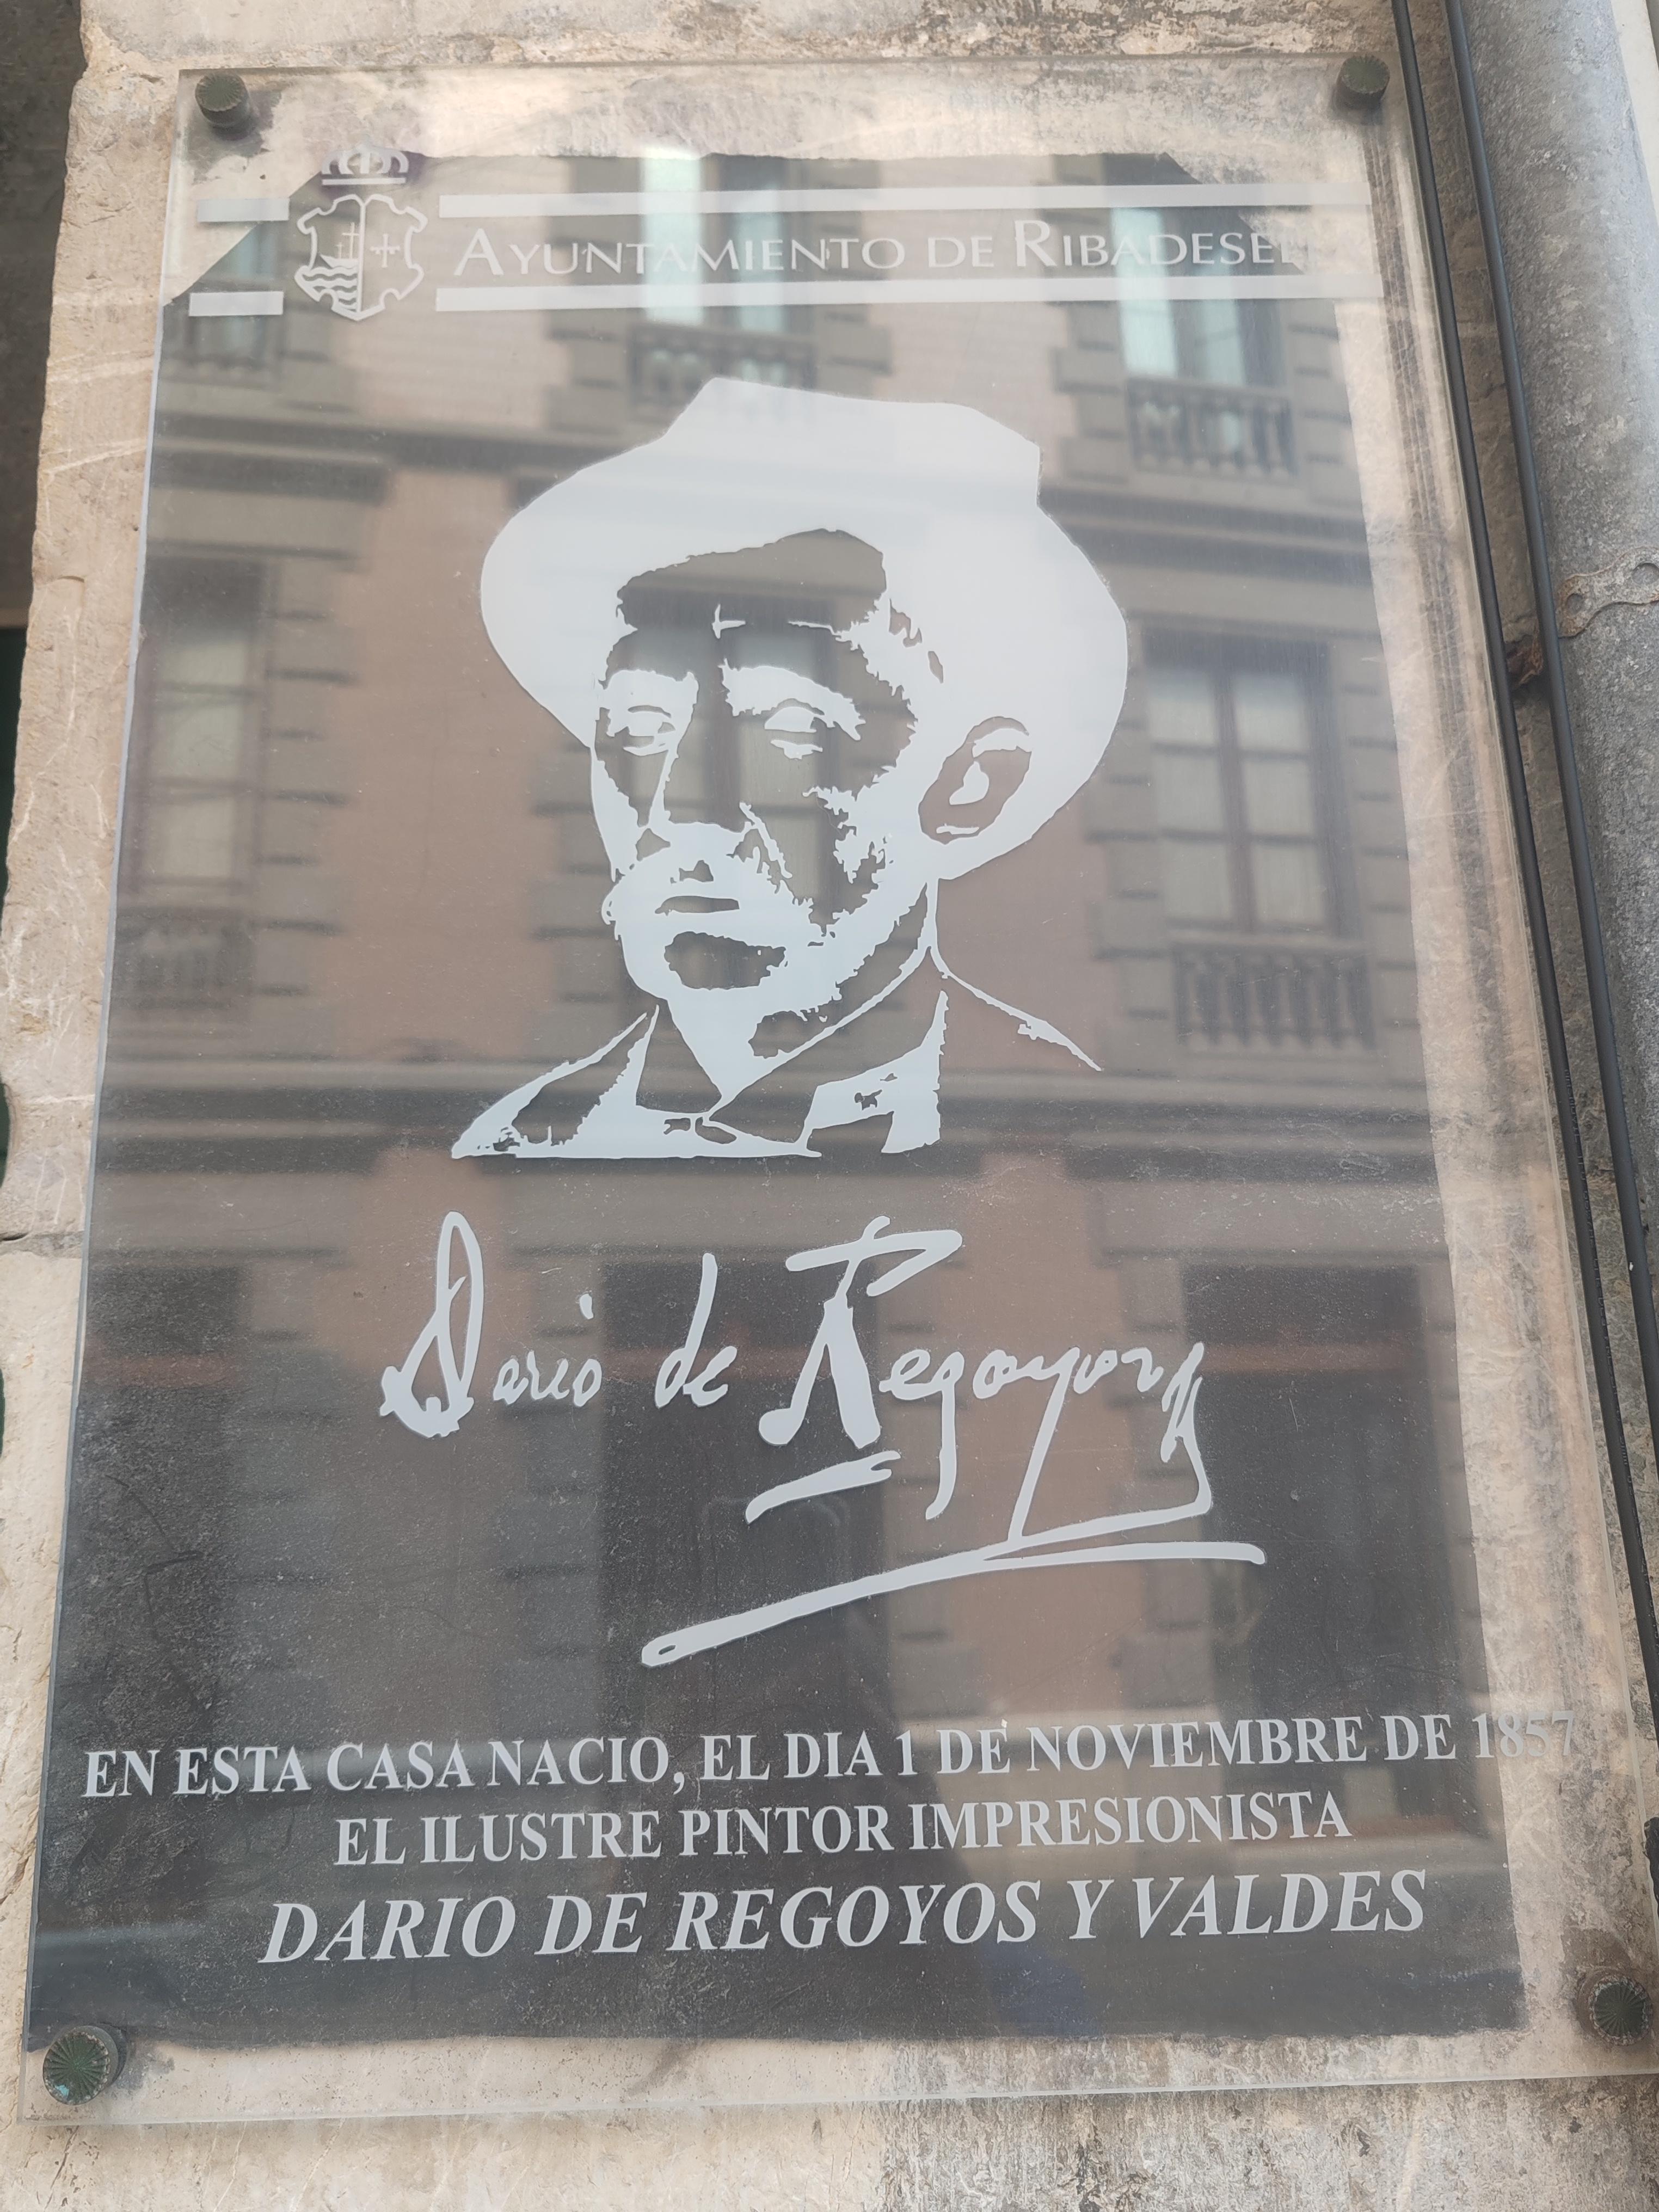 AYUNTAMIENTO DE
Dario de Regoyos
EN ESTA CASA NACIO, EL DIA 1 DE NOVIEMBRE DE 1857
EL ILUSTRE PINTOR IMPRESIONISTA
DARIO DE REGOYOS Y VALDES